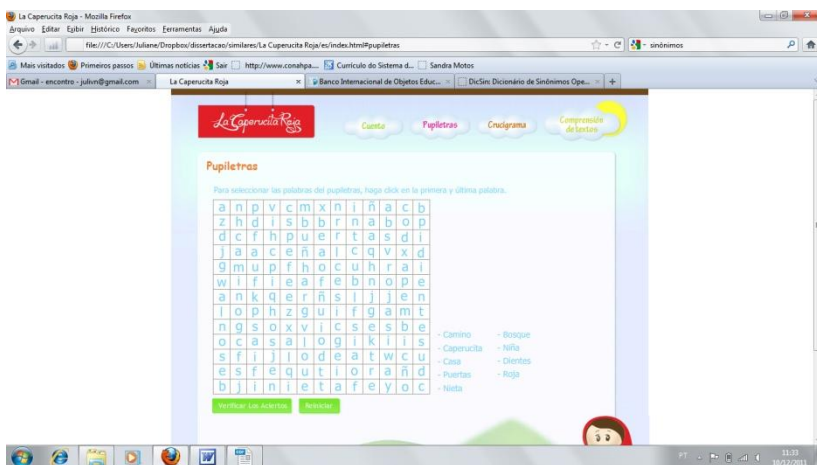 La Caperucita Roja - Mozilla Firefox
Arquivo Editar Exibir Histórico Favoritos Ferramentas Ajuda
file:///C:/Users/Juliane/Dropbox/dissertacao/similares/La Cuperucita Roja/es/index.html#pupiletras
sinônimos
Mais visitados Primeiros passos Últimas notícias Sair http://www.conahpa.... Currículo do Sistema d... Sandra Motos
Gmail - encontro - julivn@gmail.com La Caperucita Roja Banco Internacional de Objetos Educ... DicSin: Dicionário de Sinônimos Ope...
La Caperucita Roja
Cuento Pupiletras Crucigrama Comprensión de textos
Pupiletras
Para seleccionar las palabras del pupiletras, haga click en la primera y última palabra.
a n p v c m x n i ñ a c b
z h d i s b b r n a b o p
d c f h p u e r t a s d i
j a a c e ñ a l c q v x d
g m u p f h o c u h r a i
w i f i e a f e b n o p e
a n k q e r ñ s l j j e n
l o p h z g u i f g a m t
n g s o x v i c s e s b e
o c a s a l o g i k i i s
s f i j l o d e a t w c u
e s f e q u t i o r a ñ d
b j i n i e t a f e y o c
- Camino - Bosque
- Caperucita - Niña
- Casa - Dientes
- Puertas - Roja
- Nieta
Verificar Los Aciertos Reiniciar
PT 11:33
10/12/2011